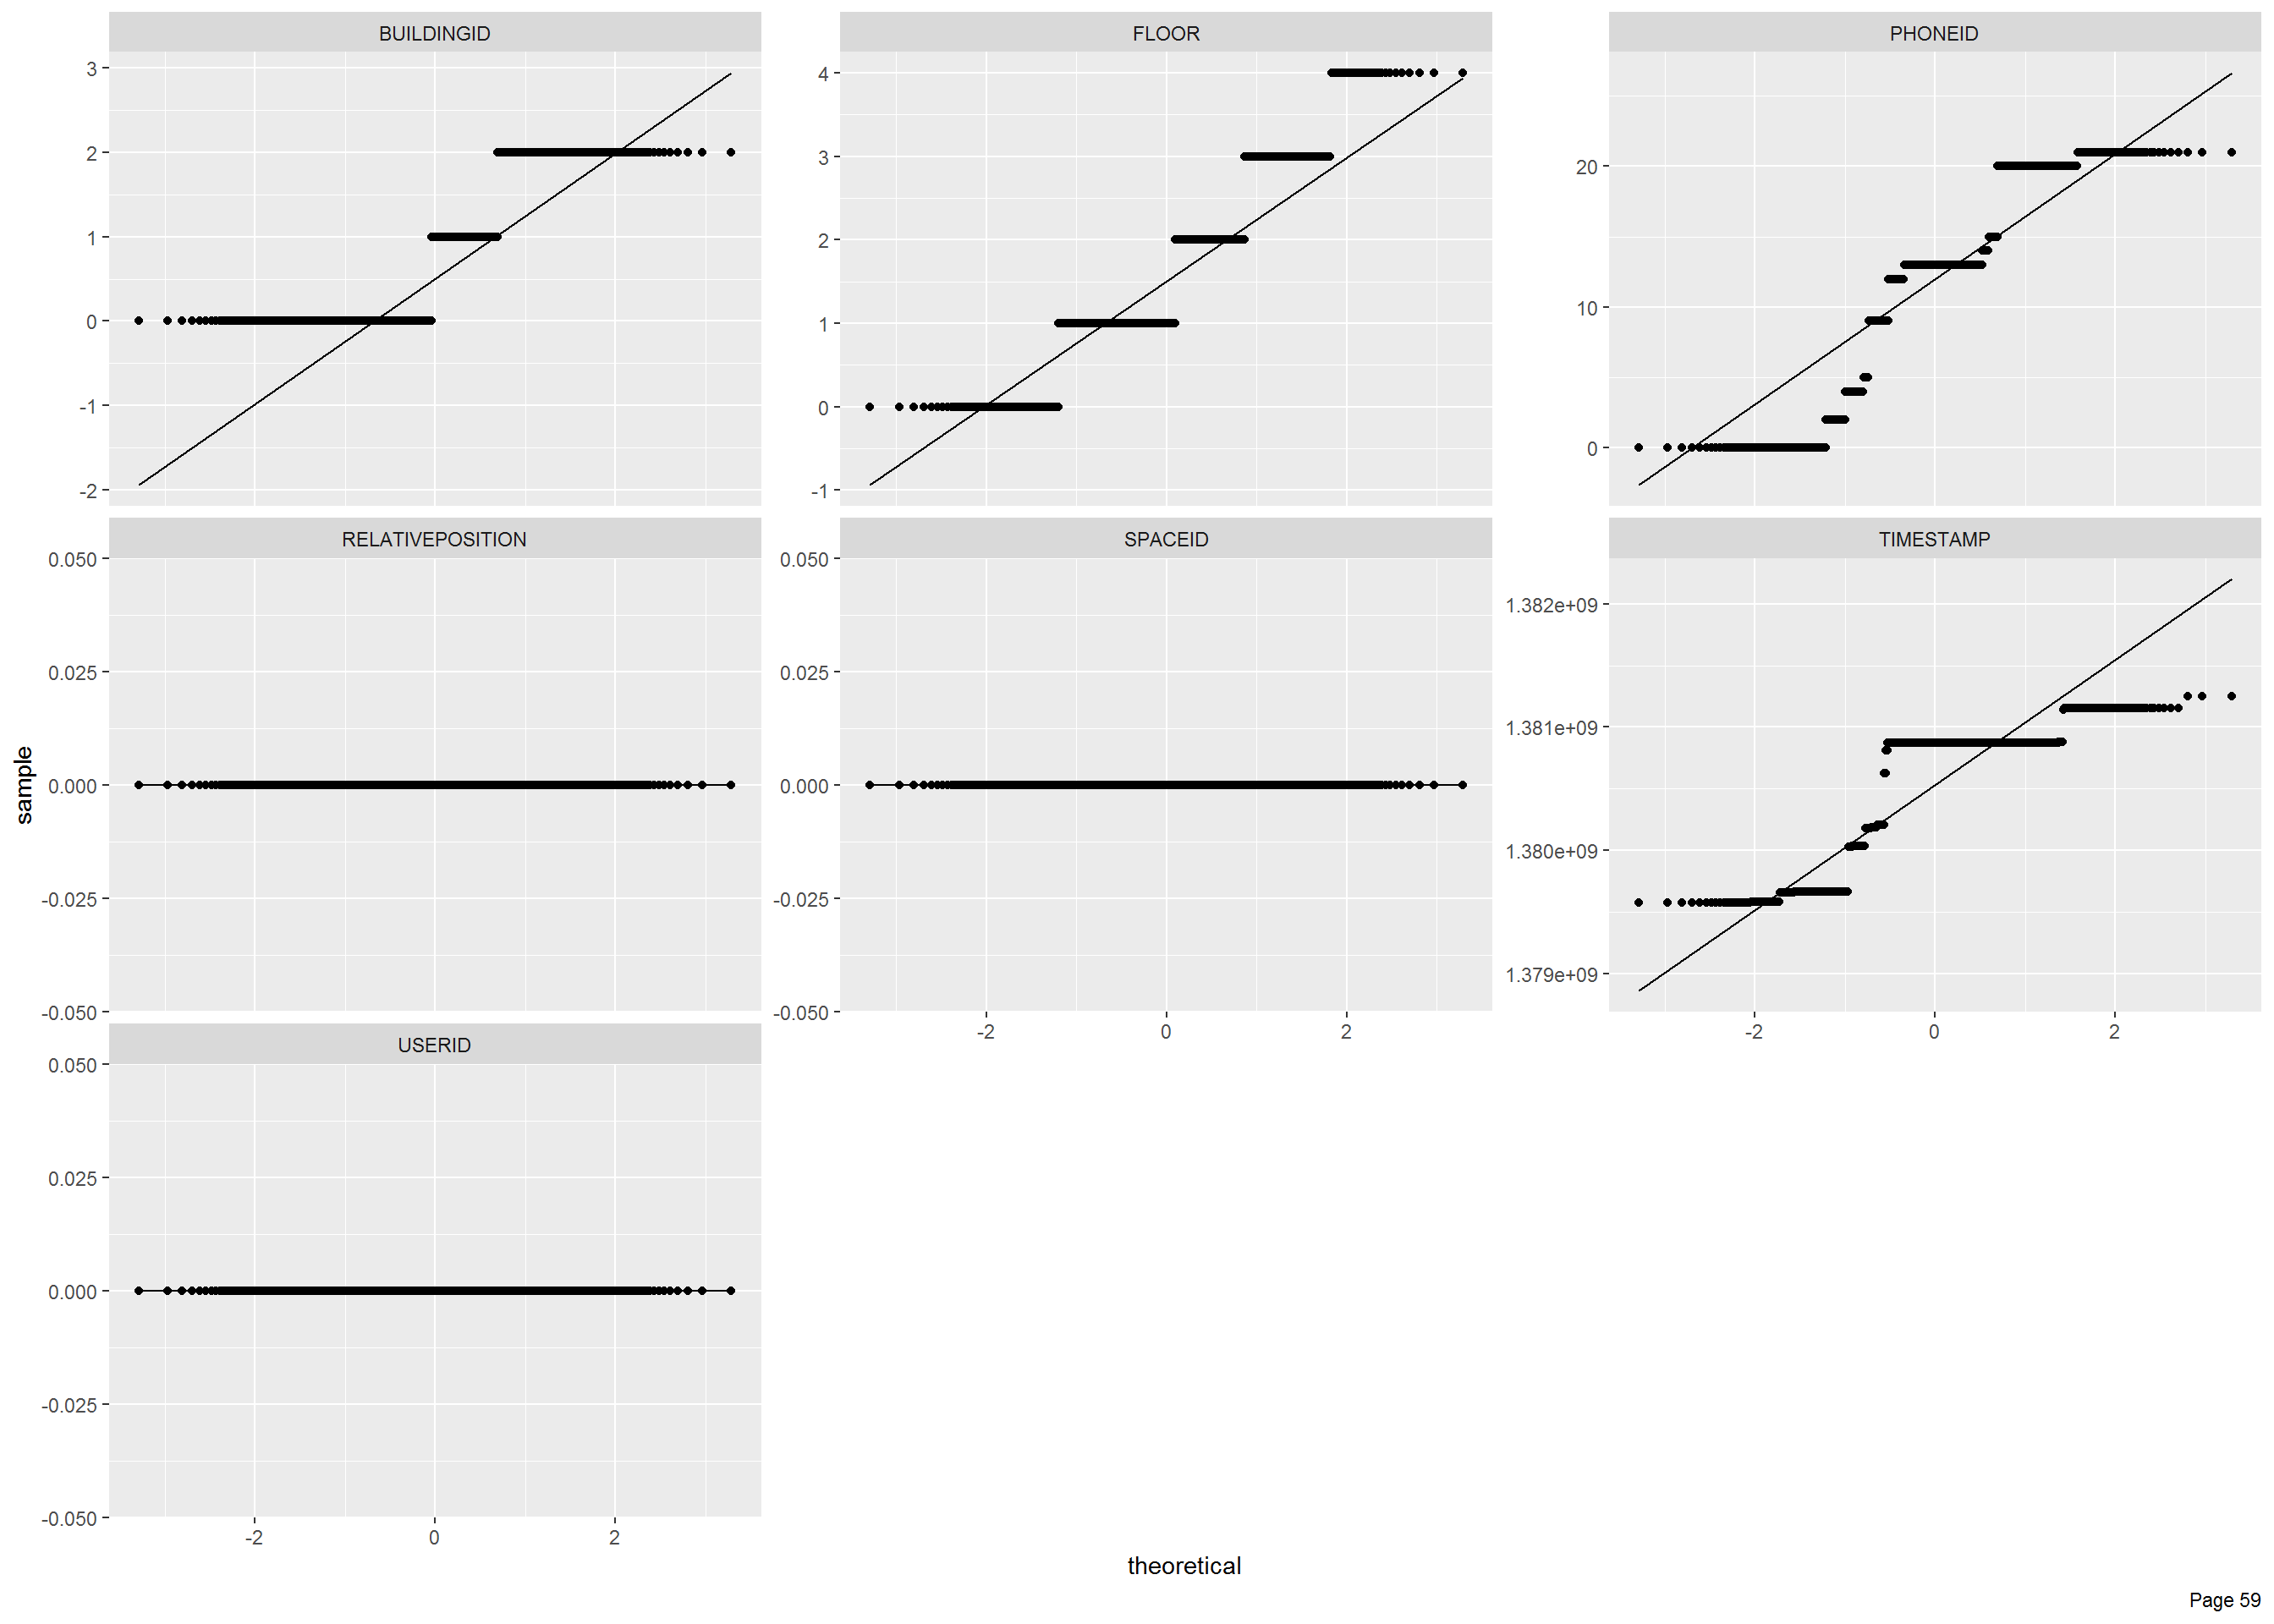 BUILDINGID
FLOOR
PHONEID
3
2
1
0
-1
-2
4
3
2
1
0
-1
20
10
0
RELATIVEPOSITION
SPACEID
TIMESTAMP
0.050
0.025
0.000
-0.025
-0.050
0.050
0.025
0.000
-0.025
-0.050
1.382e+09
1.381e+09
1.380e+09
1.379e+09
-2 0 2
-2 0 2
USERID
0.050
0.025
0.000
-0.025
-0.050
-2 0 2
sample
theoretical
Page 59